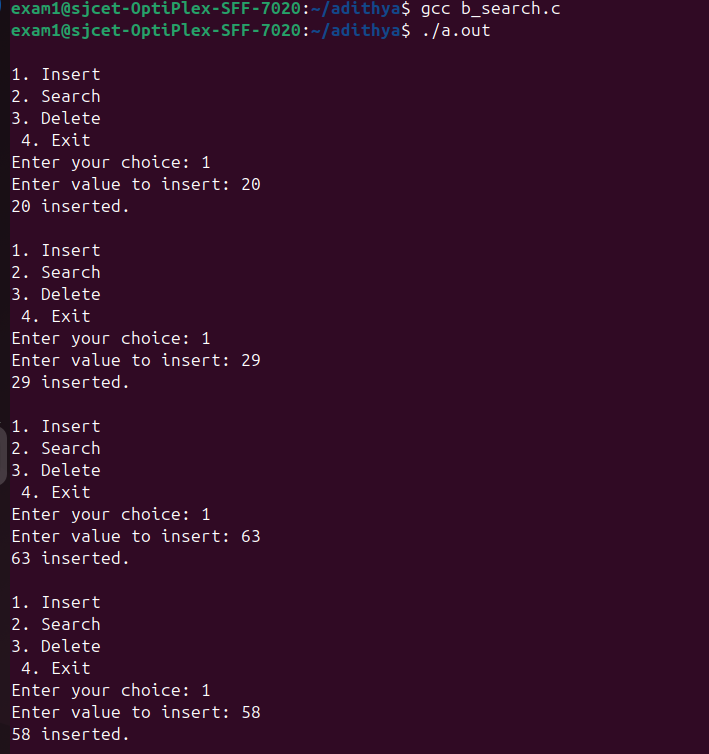 exam1@sjcet-OptiPlex-SFF-7020:~/adithya$ gcc b_search.c
exam1@sjcet-OptiPlex-SFF-7020:~/adithya$ ./a.out

1. Insert
2. Search
3. Delete
 4. Exit
Enter your choice: 1
Enter value to insert: 20
20 inserted.

1. Insert
2. Search
3. Delete
 4. Exit
Enter your choice: 1
Enter value to insert: 29
29 inserted.

1. Insert
2. Search
3. Delete
 4. Exit
Enter your choice: 1
Enter value to insert: 63
63 inserted.

1. Insert
2. Search
3. Delete
 4. Exit
Enter your choice: 1
Enter value to insert: 58
58 inserted.